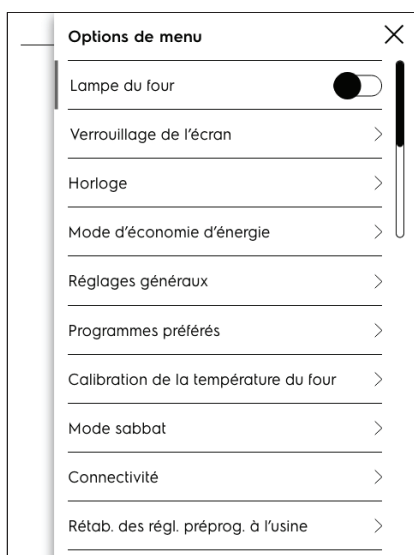 Options de menu
Lampe du four
Verrouillage de l'écran
Horloge
Mode d'économie d'énergie
Réglages généraux
Programmes préférés
Calibration de la température du four
Mode sabbat
Connectivité
Rétab. des régl. préprog. à l'usine